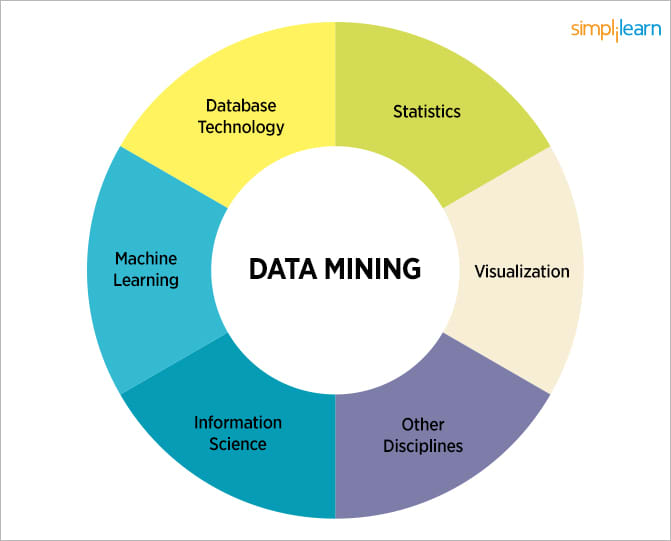 simplilearn
Database
Technology
Statistics
Machine
Learning
DATA MINING
Visualization
Information
Science
Other
Disciplines